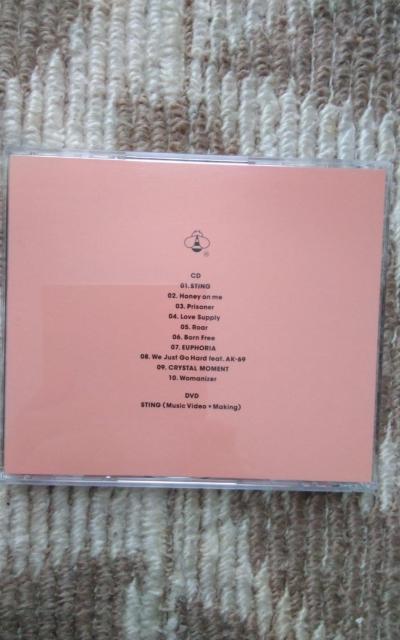 ®
CD
01. STING
02. Honey on me
03. Prisoner
04. Love Supply
05. Roar
06. Born Free
07. EUPHORIA
08. We Just Go Hard feat. AK-69
09. CRYSTAL MOMENT
10. Womanizer
DVD
STING (Music Video + Making)